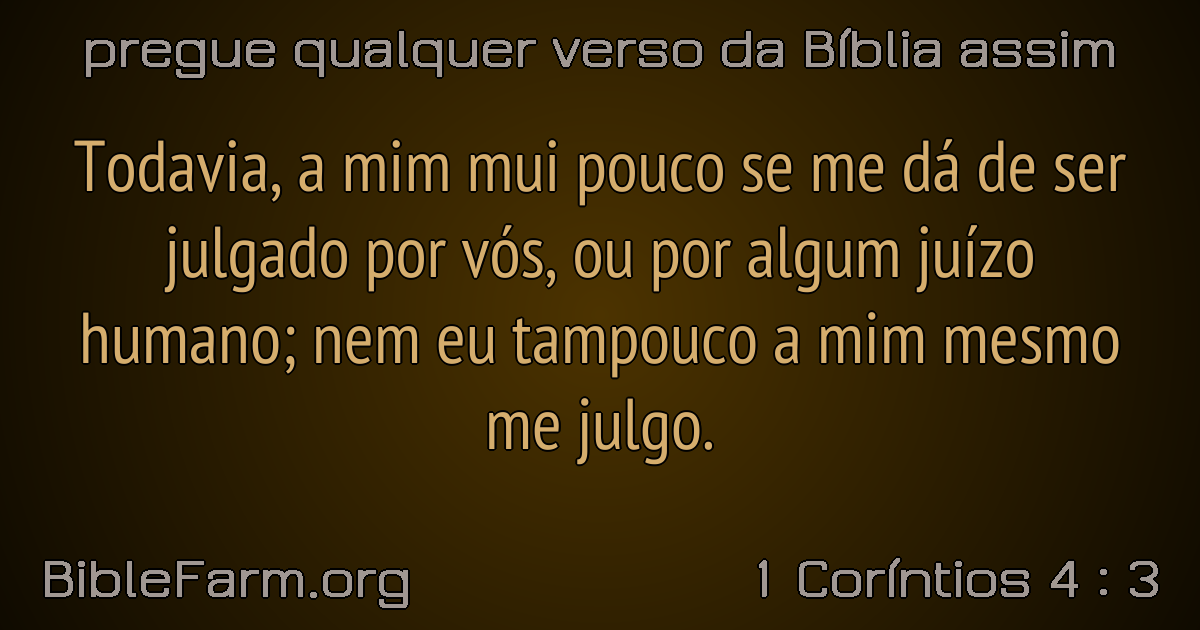 pregue qualquer verso da Bíblia assim
Todavia, a mim mui pouco se me dá de ser
julgado por vós, ou por algum juízo
humano; nem eu tampouco a mim mesmo
me julgo.
BibleFarm.org
1 Coríntios 4 : 3